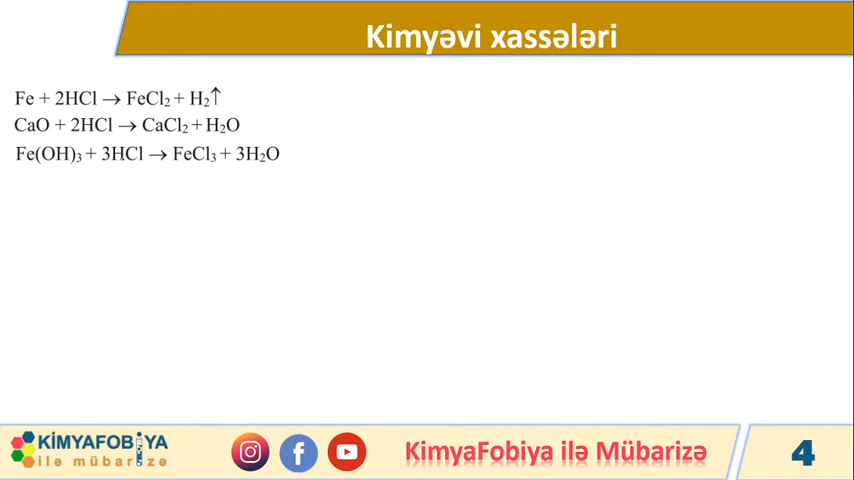 Kimyəvi xassələri
Fe + 2HCl → FeCl₂ + H₂↑
CaO + 2HCl → CaCl₂ + H₂O
Fe(OH)₃ + 3HCl → FeCl₃ + 3H₂O
KİMYAFOBİYA
ilə mübarizə
KimyaFobiya ilə Mübarizə
4